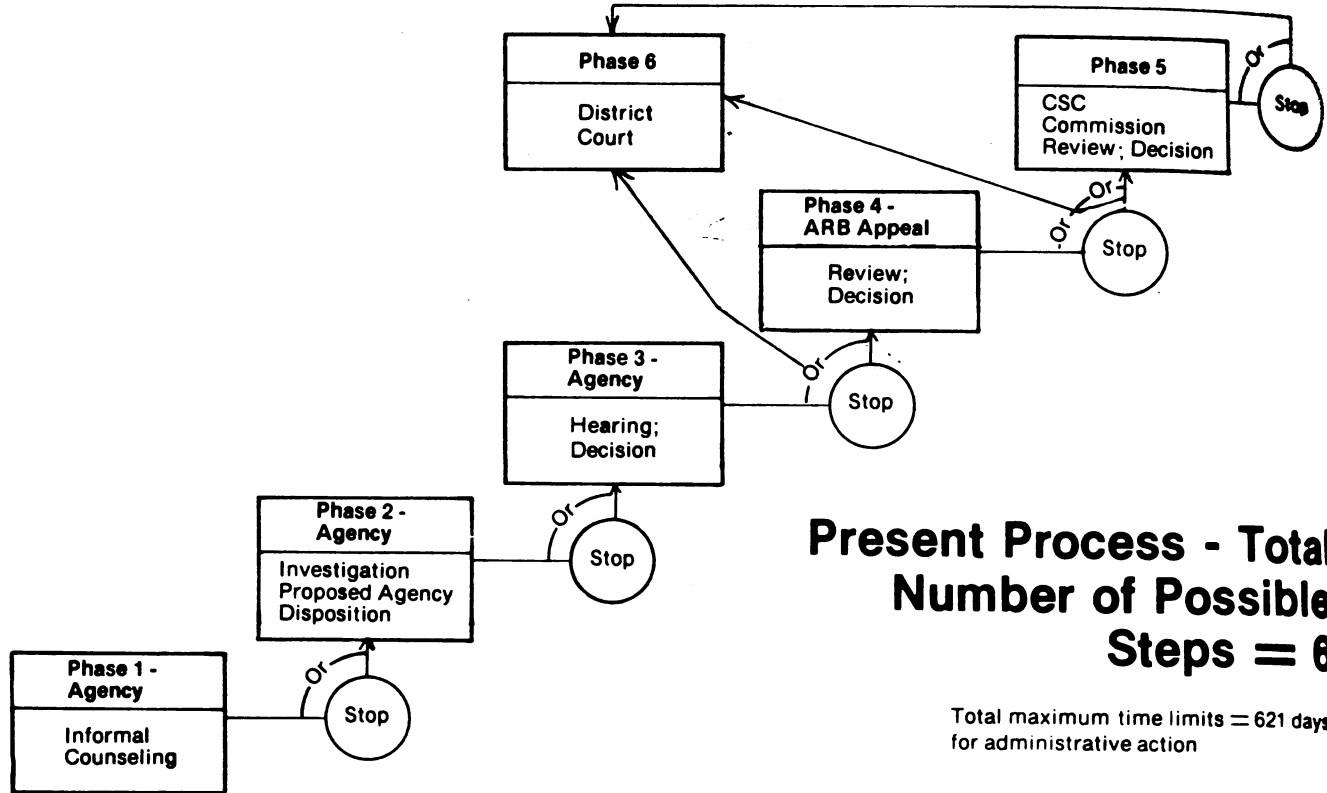 Phase 6
District
Court
Phase 5
CSC
Commission
Review; Decision
Or
Stop
Phase 4 -
ARB Appeal
Review;
Decision
Or
Or
Stop
Phase 3 -
Agency
Hearing;
Decision
Or
Stop
Phase 2 -
Agency
Investigation
Proposed Agency
Disposition
Or
Stop
Phase 1 -
Agency
Informal
Counseling
Or
Stop
Present Process - Total
Number of Possible
Steps = 6
Total maximum time limits = 621 days
for administrative action